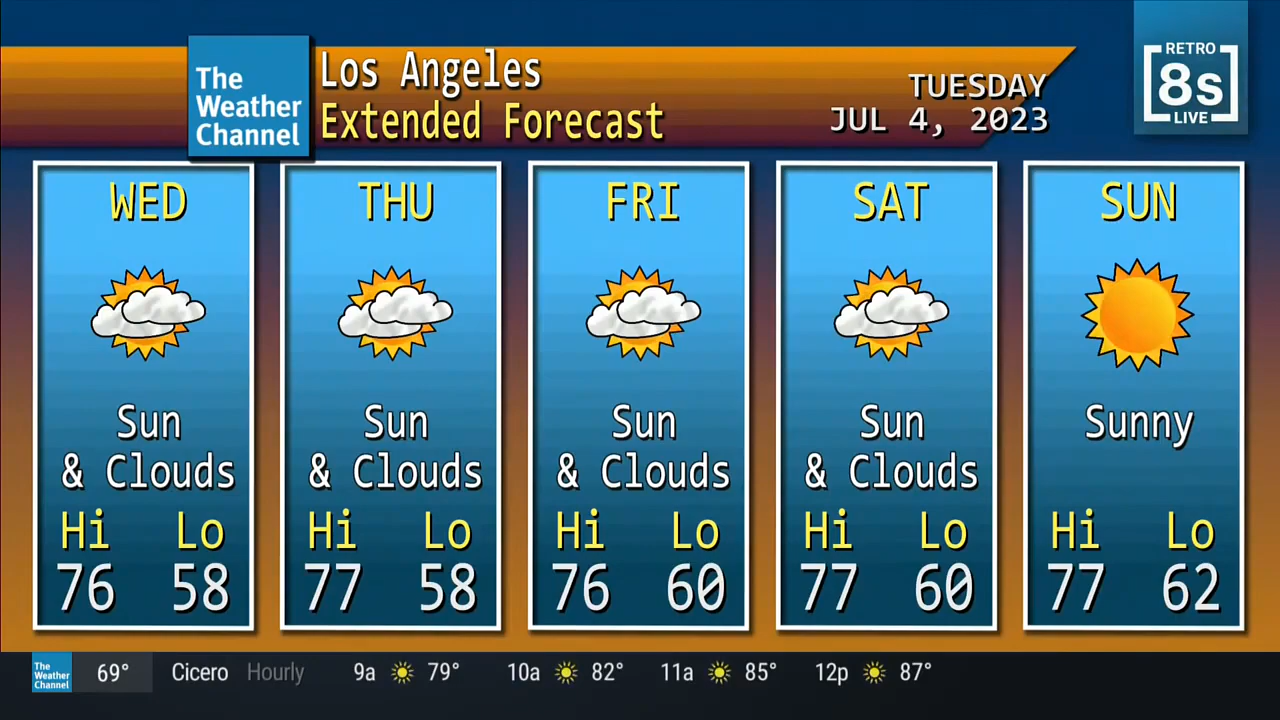 The
Weather
Channel
Los Angeles
Extended Forecast
TUESDAY
JUL 4, 2023
RETRO
8s
LIVE
WED
Sun
& Clouds
Hi Lo
76 58
THU
Sun
& Clouds
Hi Lo
77 58
FRI
Sun
& Clouds
Hi Lo
76 60
SAT
Sun
& Clouds
Hi Lo
77 60
SUN
Sunny
Hi Lo
77 62
The
Weather
Channel
69° Cicero Hourly 9a 79° 10a 82° 11a 85° 12p 87°